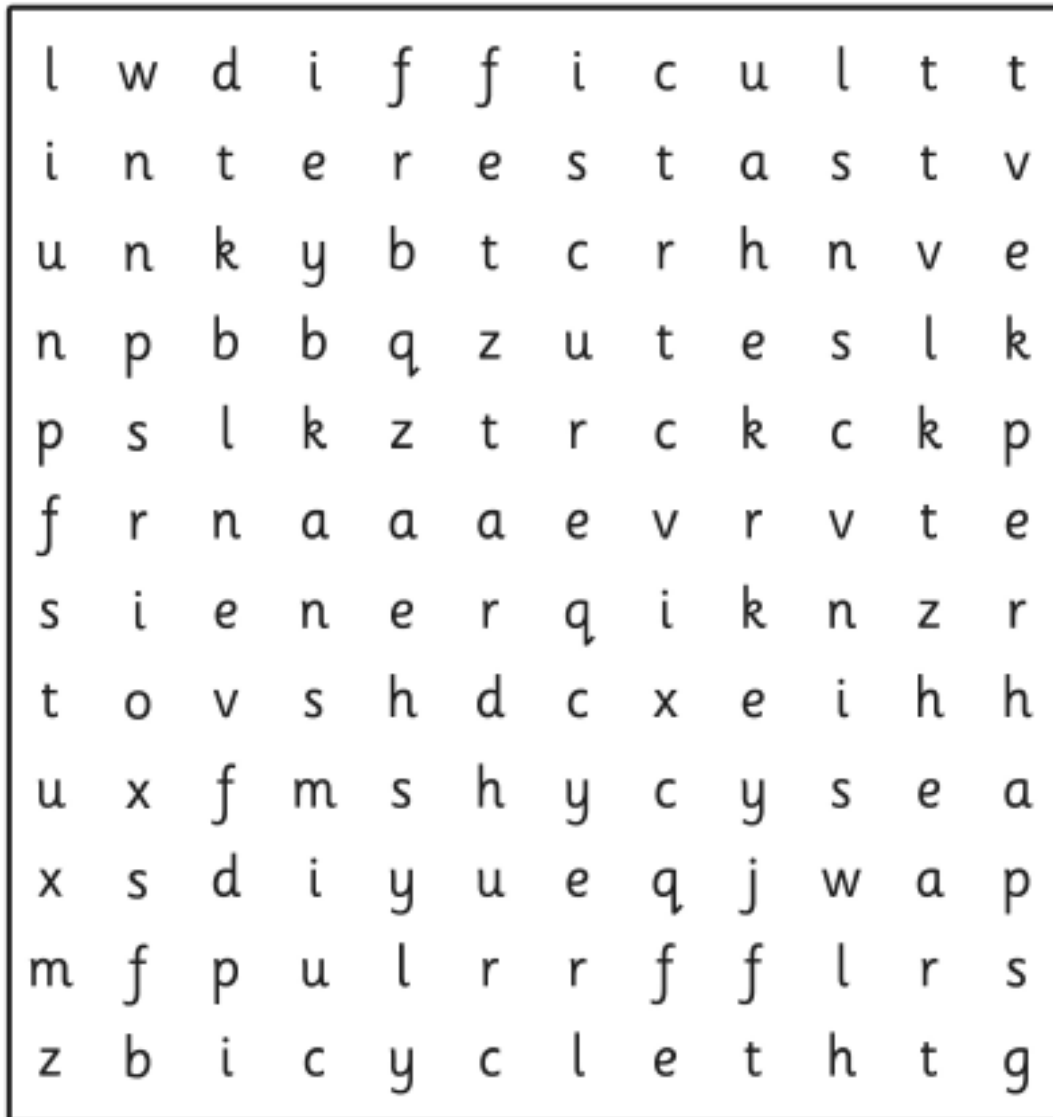 l w d i f f i c u l t t
i n t e r e s t a s t v
u n k y b t c r h n v e
n p b b q z u t e s l k
p s l k z t r c k c k p
f r n a a a e v r v t e
s i e n e r q i k n z r
t o v s h d c x e i h h
u x f m s h y c y s e a
x s d i y u e q j w a p
m f p u l r r f f l r s
z b i c y c l e t h t g